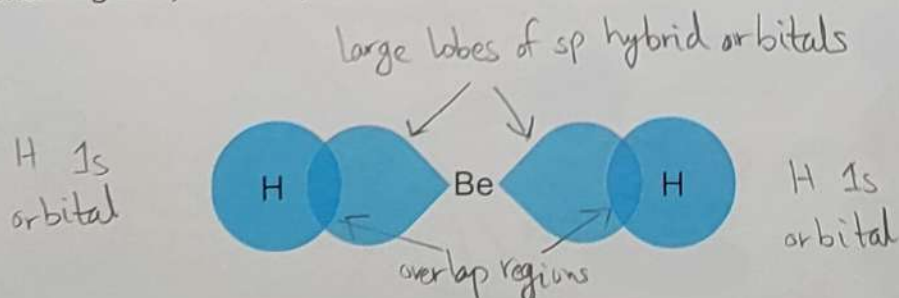 large lobes of sp hybrid orbitals
H 1s
orbital
H Be H
H 1s
orbital
overlap regions